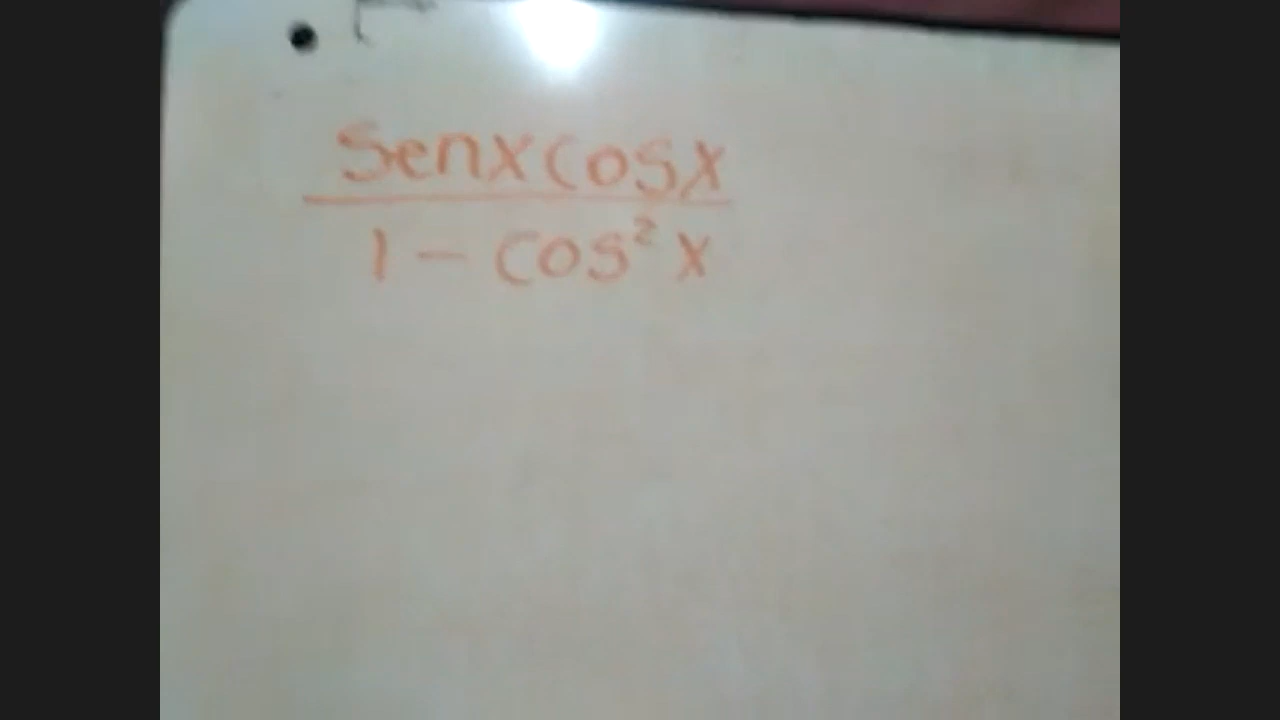 senx cosx
1 - cos² x